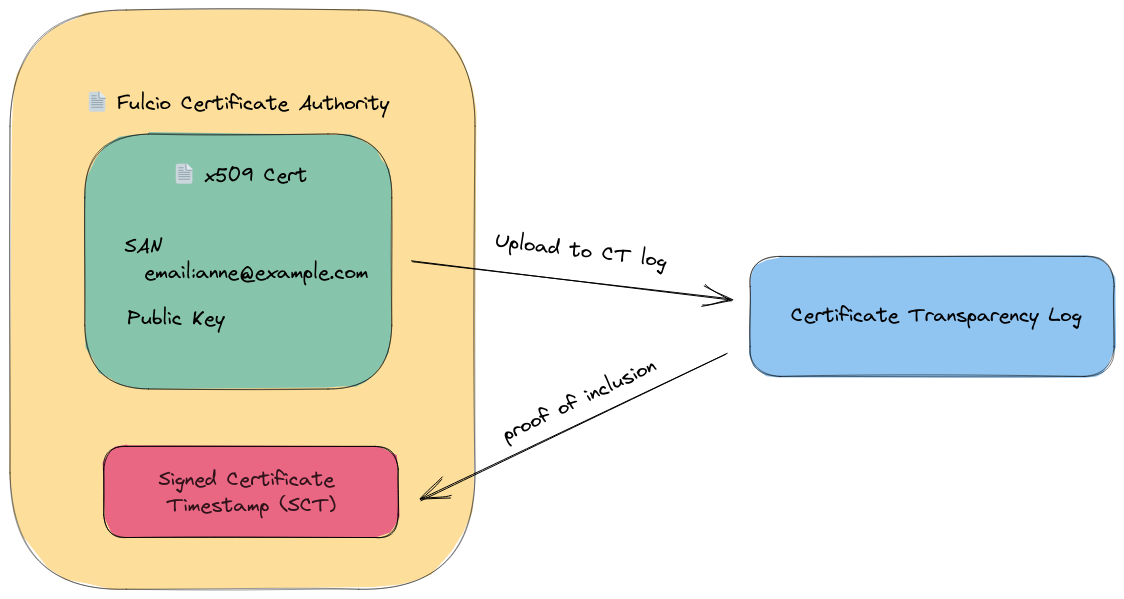 Fulcio Certificate Authority
x509 Cert
SAN
email:anne@example.com
Public Key
Upload to CT log
Certificate Transparency Log
proof of inclusion
Signed Certificate
Timestamp (SCT)